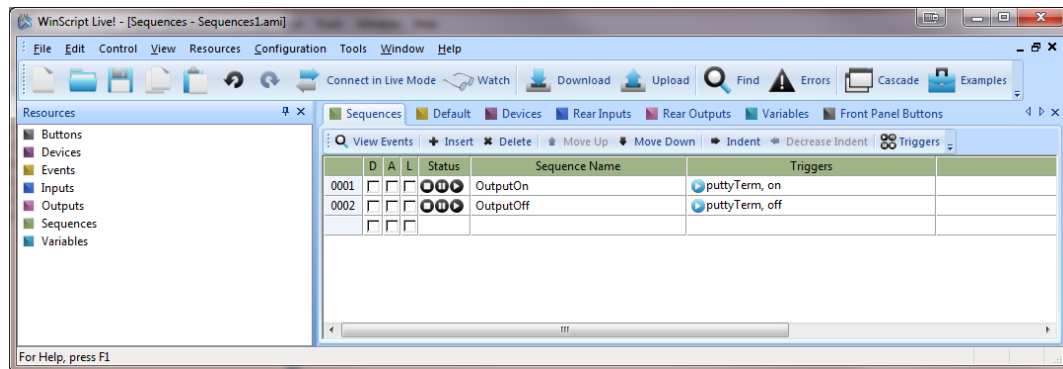 WinScript Live! - [Sequences - Sequences1.ami]
File Edit Control View Resources Configuration Tools Window Help
Connect in Live Mode Watch Download Upload Find Errors Cascade Examples
Resources
Buttons
Devices
Events
Inputs
Outputs
Sequences
Variables
Sequences Default Devices Rear Inputs Rear Outputs Variables Front Panel Buttons
View Events Insert Delete Move Up Move Down Indent Decrease Indent Triggers
D A L Status Sequence Name Triggers
0001 OutputOn puttyTerm, on
0002 OutputOff puttyTerm, off
For Help, press F1